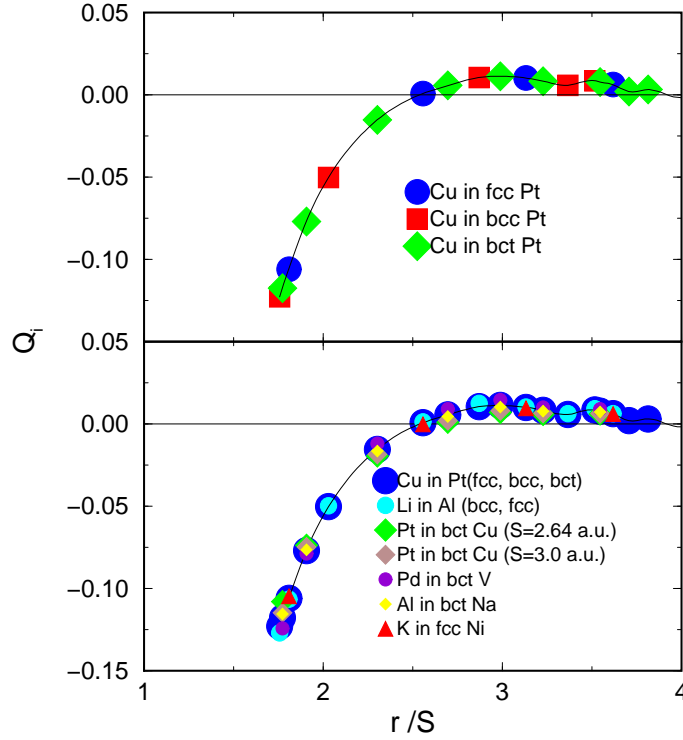 0.05
0.00
−0.05
−0.10
Cu in fcc Pt
Cu in bcc Pt
Cu in bct Pt
Q_i
0.05
0.00
−0.05
−0.10
−0.15
Cu in Pt(fcc, bcc, bct)
Li in Al (bcc, fcc)
Pt in bct Cu (S=2.64 a.u.)
Pt in bct Cu (S=3.0 a.u.)
Pd in bct V
Al in bct Na
K in fcc Ni
1 2 3 4
r /S